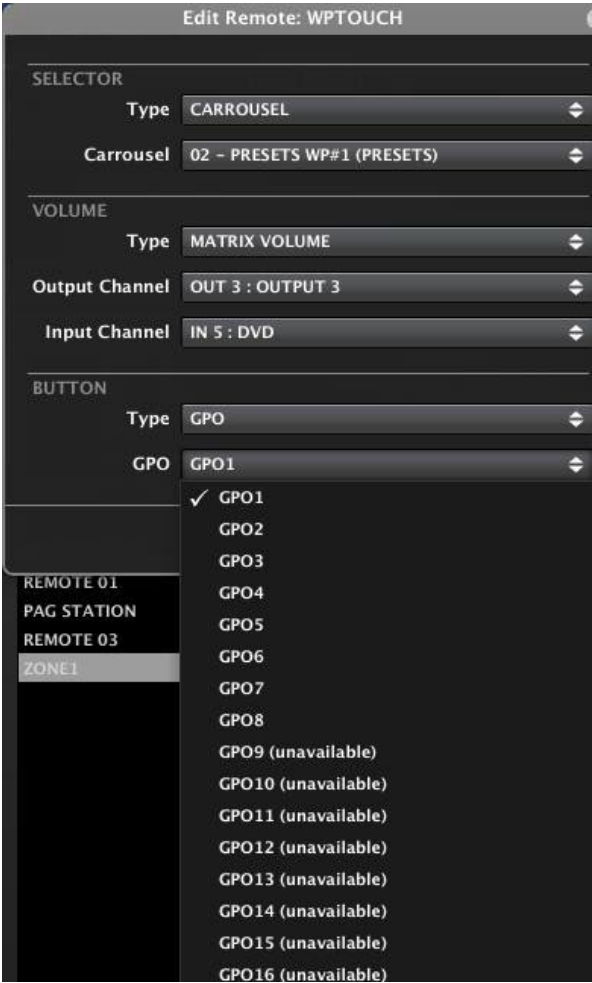 Edit Remote: WPTOUCH
SELECTOR
Type CARROUSEL
Carrousel 02 - PRESETS WP#1 (PRESETS)
VOLUME
Type MATRIX VOLUME
Output Channel OUT 3 : OUTPUT 3
Input Channel IN 5 : DVD
BUTTON
Type GPO
GPO GPO1
✓ GPO1
GPO2
GPO3
GPO4
GPO5
GPO6
GPO7
GPO8
GPO9 (unavailable)
GPO10 (unavailable)
GPO11 (unavailable)
GPO12 (unavailable)
GPO13 (unavailable)
GPO14 (unavailable)
GPO15 (unavailable)
GPO16 (unavailable)
REMOTE 01
PAG STATION
REMOTE 03
ZONE1